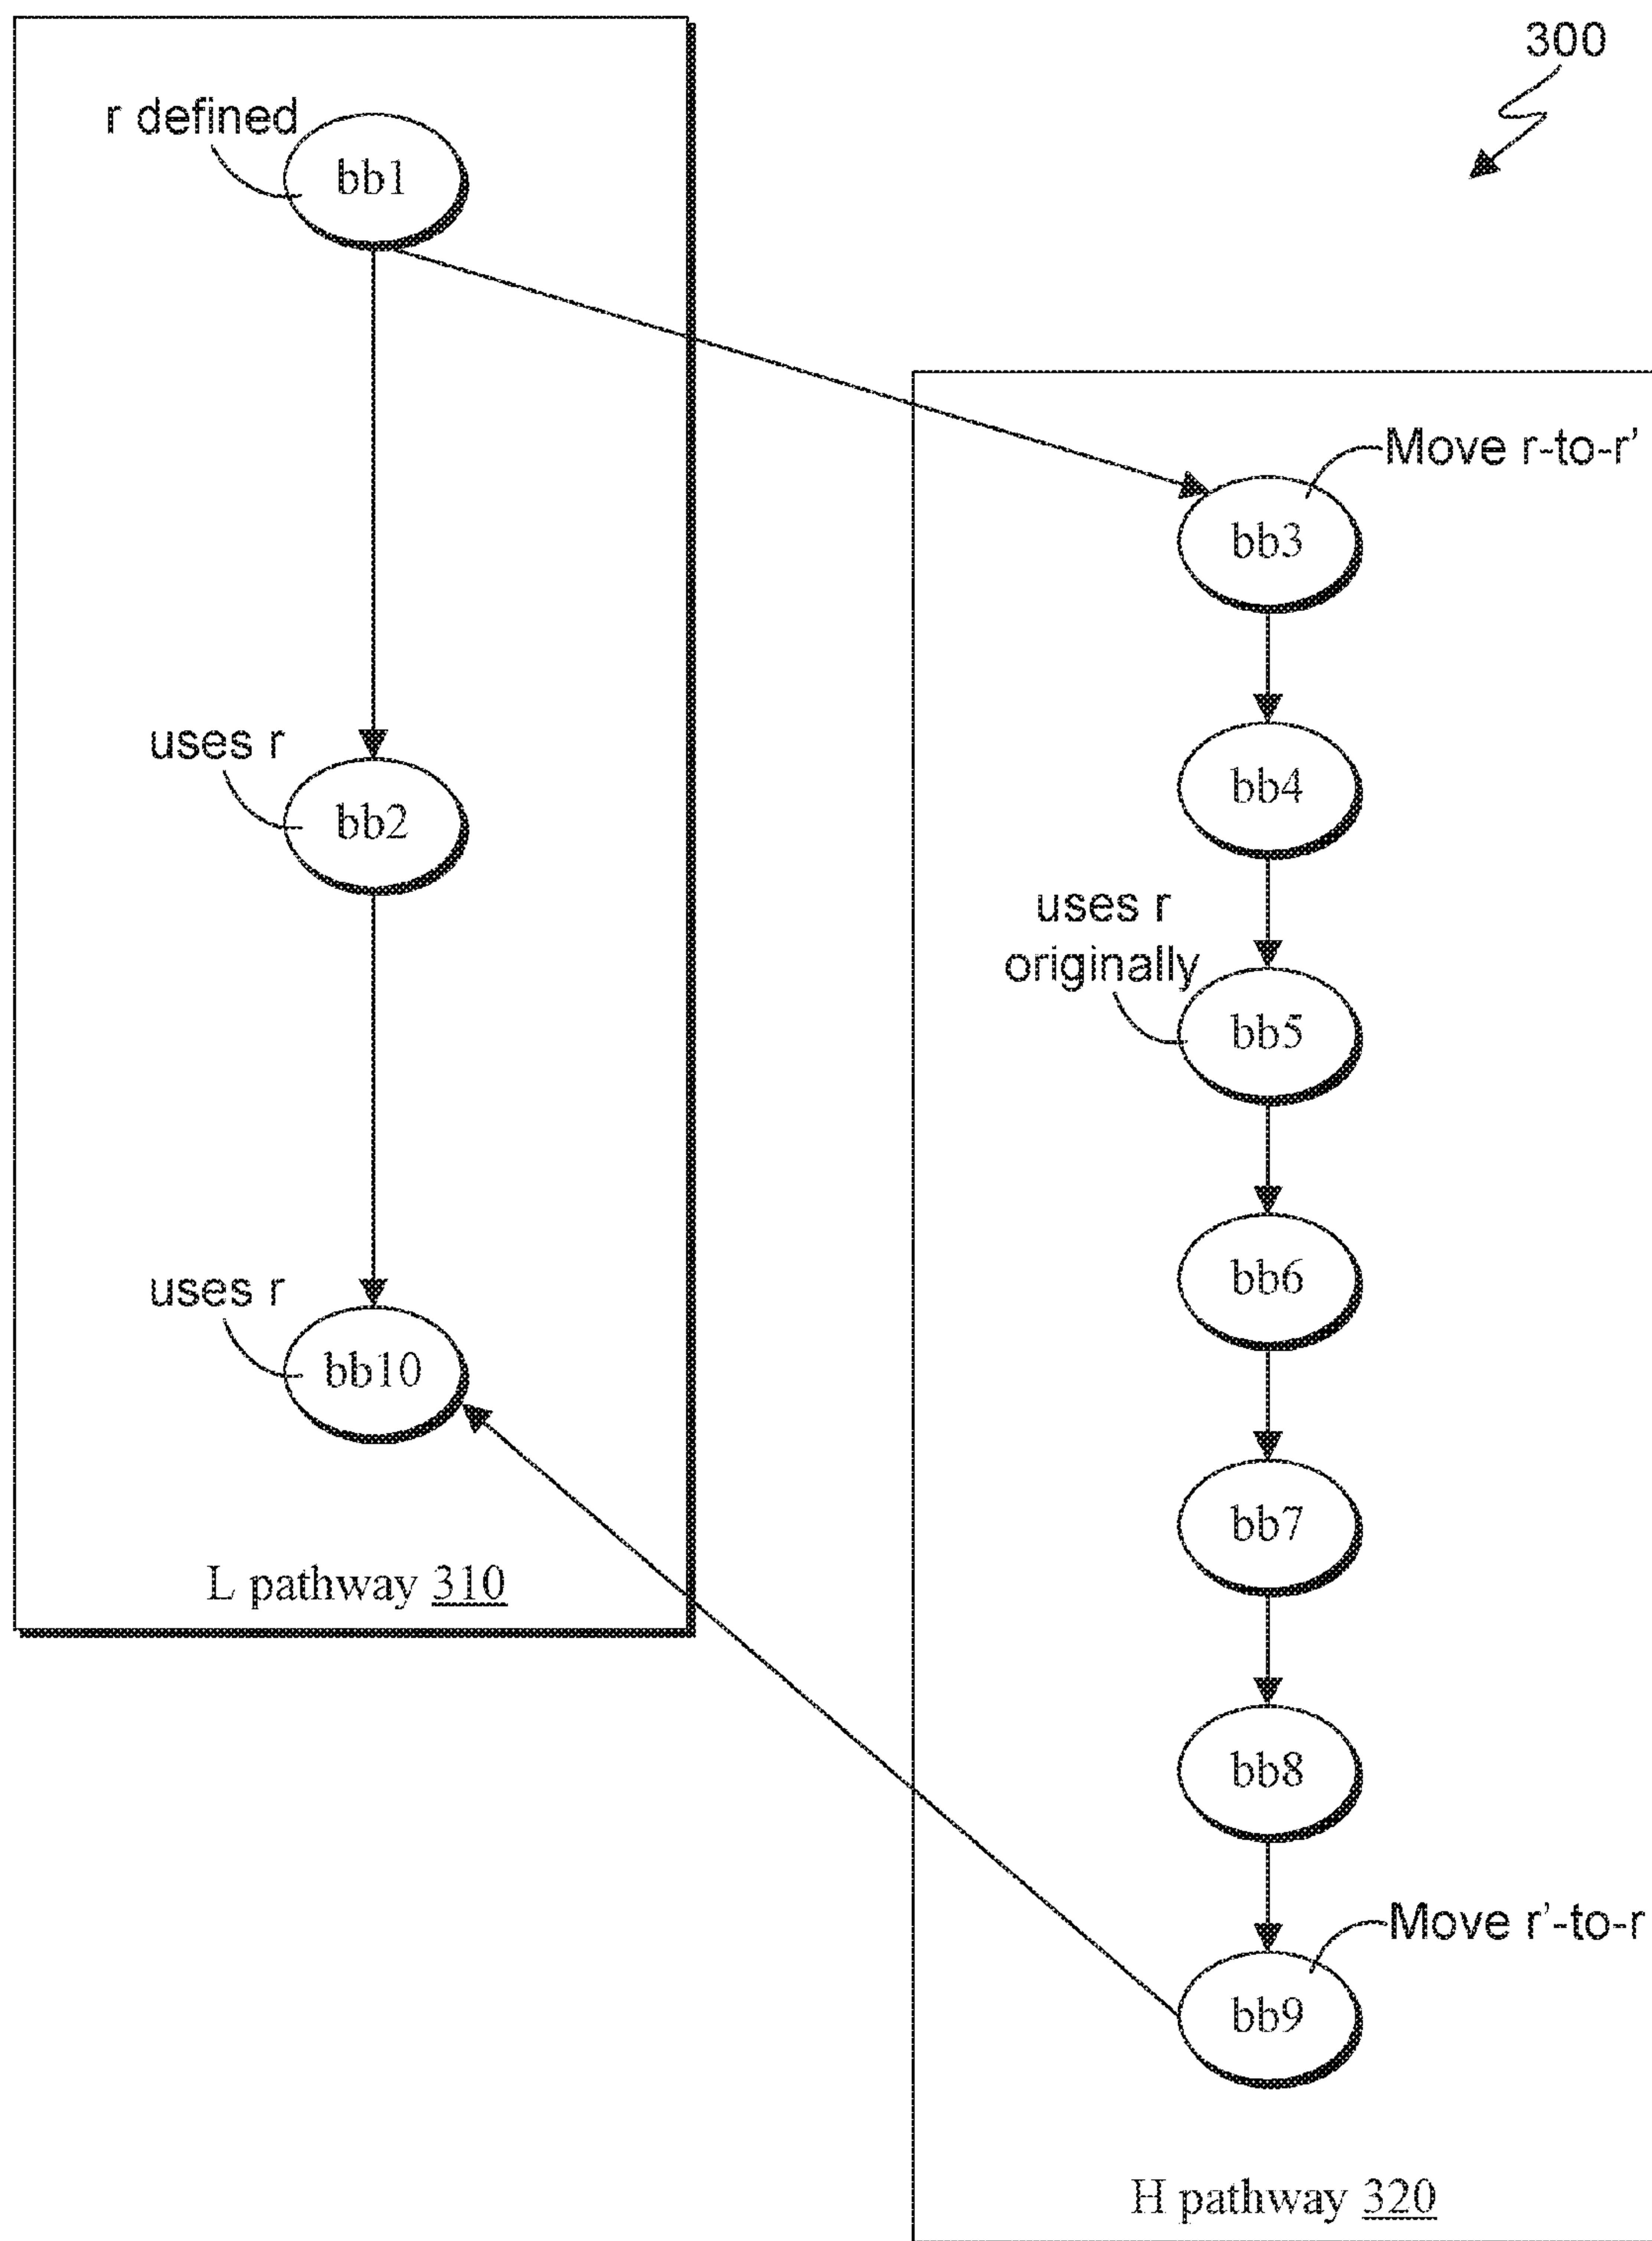 300
r defined
bb1
Move r-to-r’
bb3
uses r
bb2
bb4
uses r
originally
bb5
bb6
uses r
bb10
bb7
L pathway 310
bb8
Move r’-to-r
bb9
H pathway 320